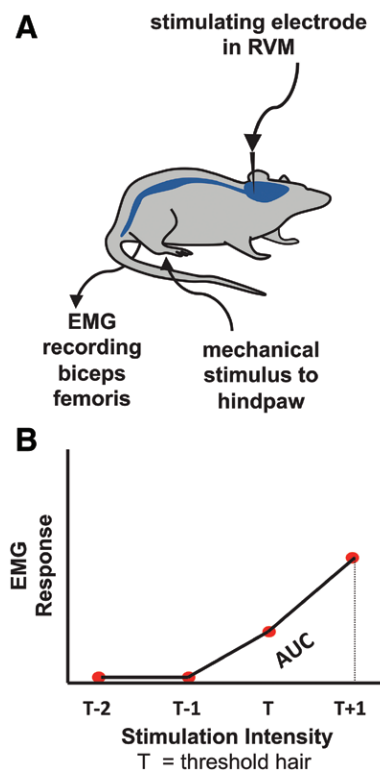 A
stimulating electrode
in RVM
EMG
recording
biceps
femoris
mechanical
stimulus to
hindpaw
B
EMG
Response
AUC
T-2 T-1 T T+1
Stimulation Intensity
T = threshold hair